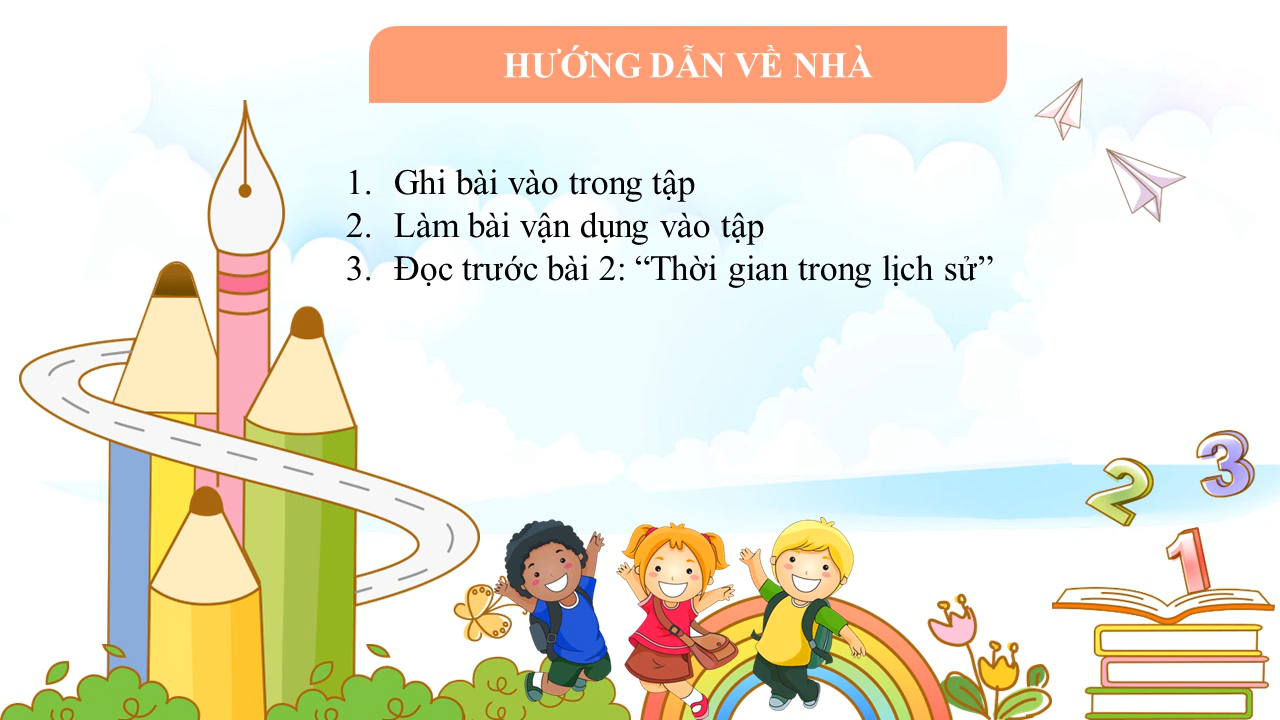 HƯỚNG DẪN VỀ NHÀ
1. Ghi bài vào trong tập
2. Làm bài vận dụng vào tập
3. Đọc trước bài 2: “Thời gian trong lịch sử”
2
3
1